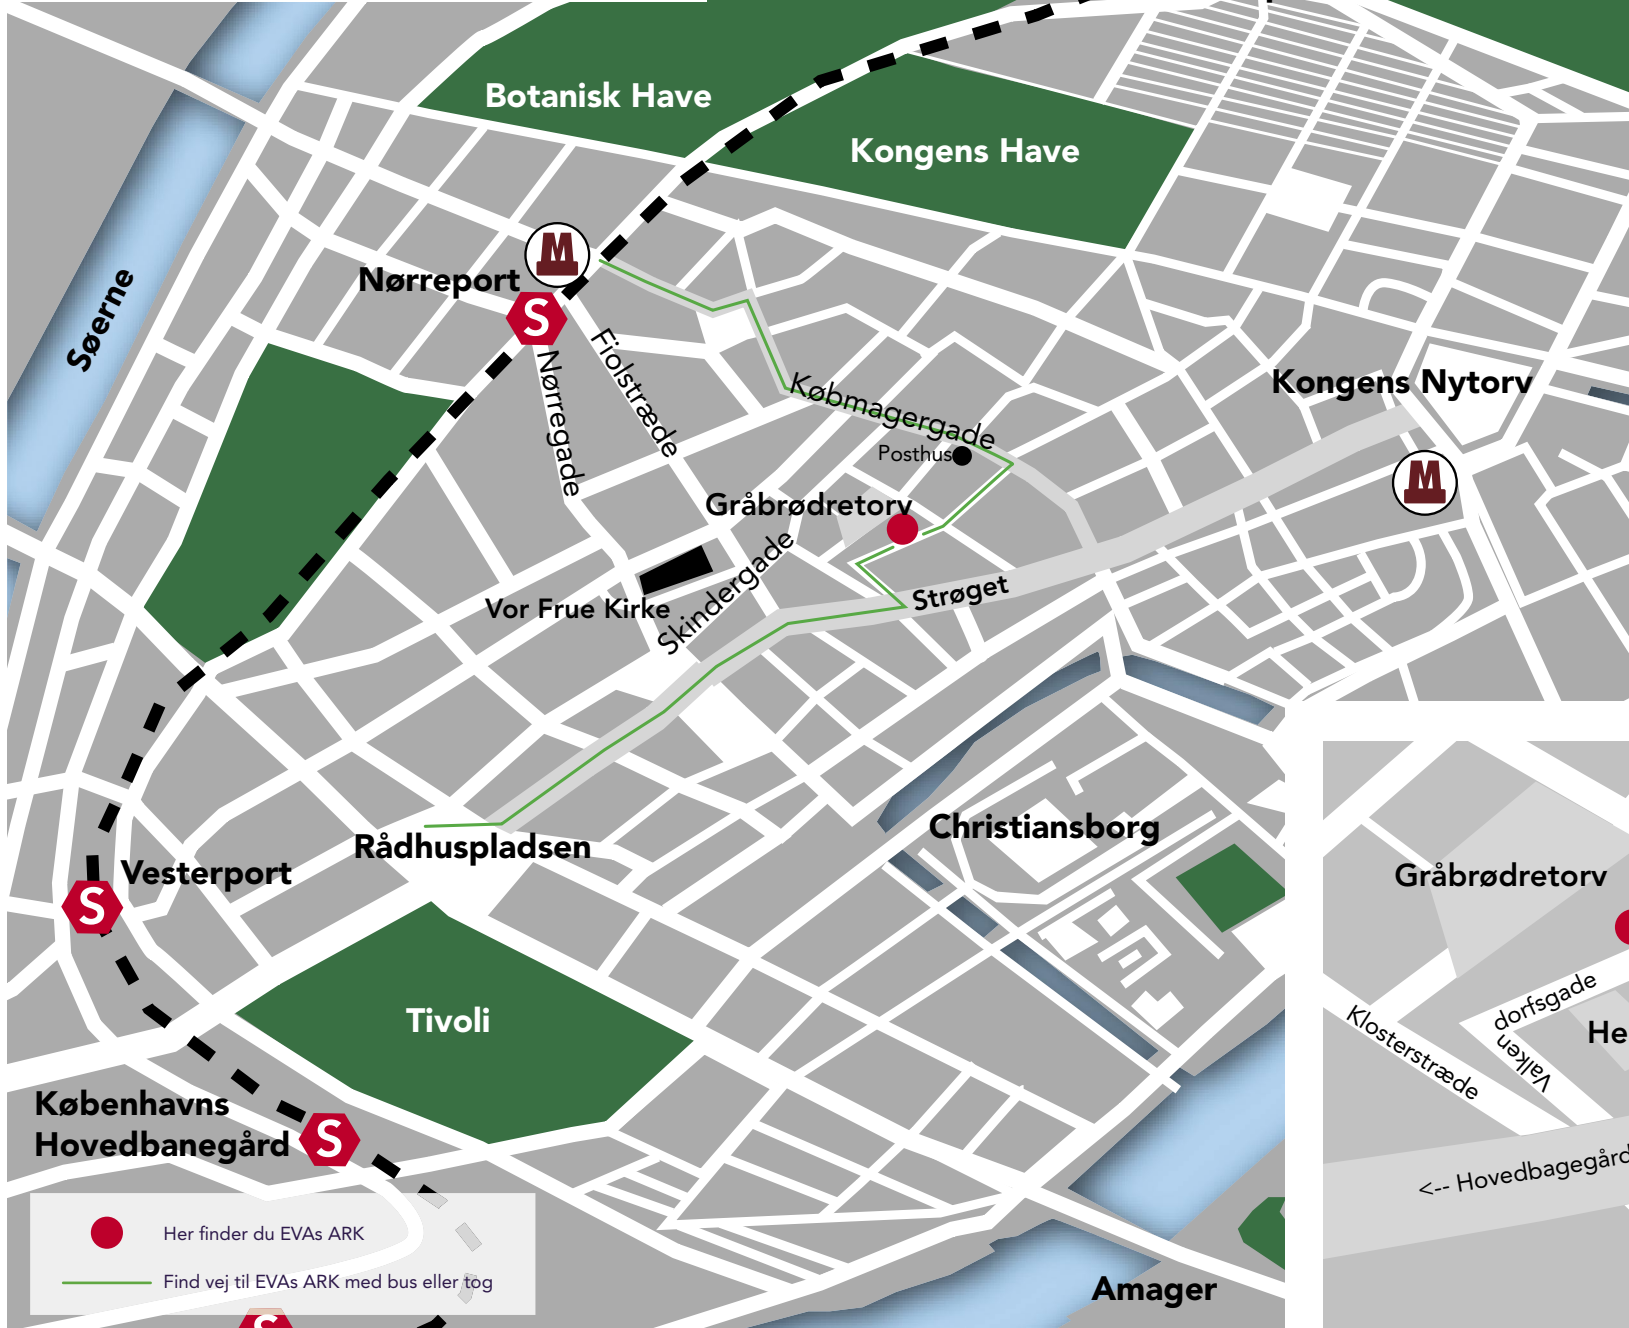 Botanisk Have
Kongens Have
M
Nørreport
S
Søerne
Fiolstræde
Nørregade
Købmagergade
Posthus
Kongens Nytorv
M
Gråbrødretorv
Skindergade
Vor Frue Kirke
Strøget
Rådhuspladsen
Christiansborg
Vesterport
S
Tivoli
Københavns
Hovedbanegård
S
Her finder du EVAs ARK
Find vej til EVAs ARK med bus eller tog
S
Amager
Gråbrødretorv
dorfsgade
Valken
Klosterstræde
He
<-- Hovedbagegård